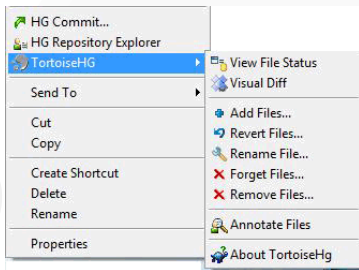 HG Commit...
HG Repository Explorer
TortoiseHG
Send To
Cut
Copy
Create Shortcut
Delete
Rename
Properties
View File Status
Visual Diff
Add Files...
Revert Files...
Rename File...
Forget Files...
Remove Files...
Annotate Files
About TortoiseHg